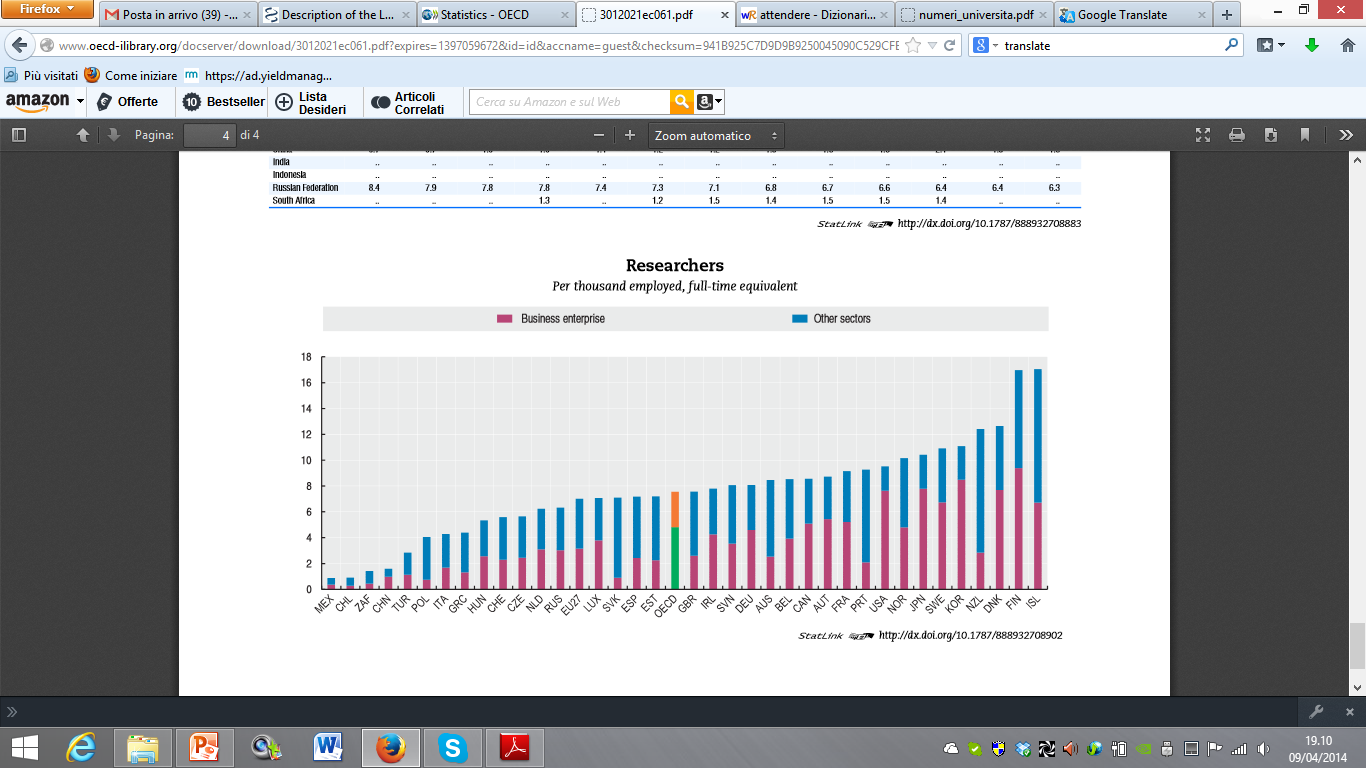 Firefox
Posta in arrivo (39) -...
Description of the L...
Statistics - OECD
3012021ec061.pdf
attendere - Dizionari...
numeri_universita.pdf
Google Translate
www.oecd-ilibrary.org/docserver/download/3012021ec061.pdf?expires=1397059672&id=id&accname=guest&checksum=941B925C7D9D9B9250045090C529CFE
translate
Più visitati
Come iniziare
https://ad.yieldmanag...
amazon
Offerte
10 Bestseller
Lista Desideri
Articoli Correlati
Cerca su Amazon e sul Web
Pagina: 4 di 4
Zoom automatico
India .. .. .. .. .. .. .. .. .. .. .. .. ..
Indonesia .. .. .. .. .. .. .. .. .. .. .. .. ..
Russian Federation 8.4 7.9 7.8 7.8 7.4 7.3 7.1 6.8 6.7 6.6 6.4 6.4 6.3
South Africa .. .. .. 1.3 .. 1.2 1.5 1.4 1.5 1.5 1.4 .. ..
StatLink http://dx.doi.org/10.1787/888932708883
Researchers
Per thousand employed, full-time equivalent
Business enterprise
Other sectors
18
16
14
12
10
8
6
4
2
0
MEX CHL ZAF CHN TUR POL ITA GRC HUN CHE CZE NLD RUS EU27 LUX SVK ESP EST OECD GBR IRL SVN DEU AUS BEL CAN AUT FRA PRT USA NOR JPN SWE KOR NZL DNK FIN ISL
StatLink http://dx.doi.org/10.1787/888932708902
19.10
09/04/2014